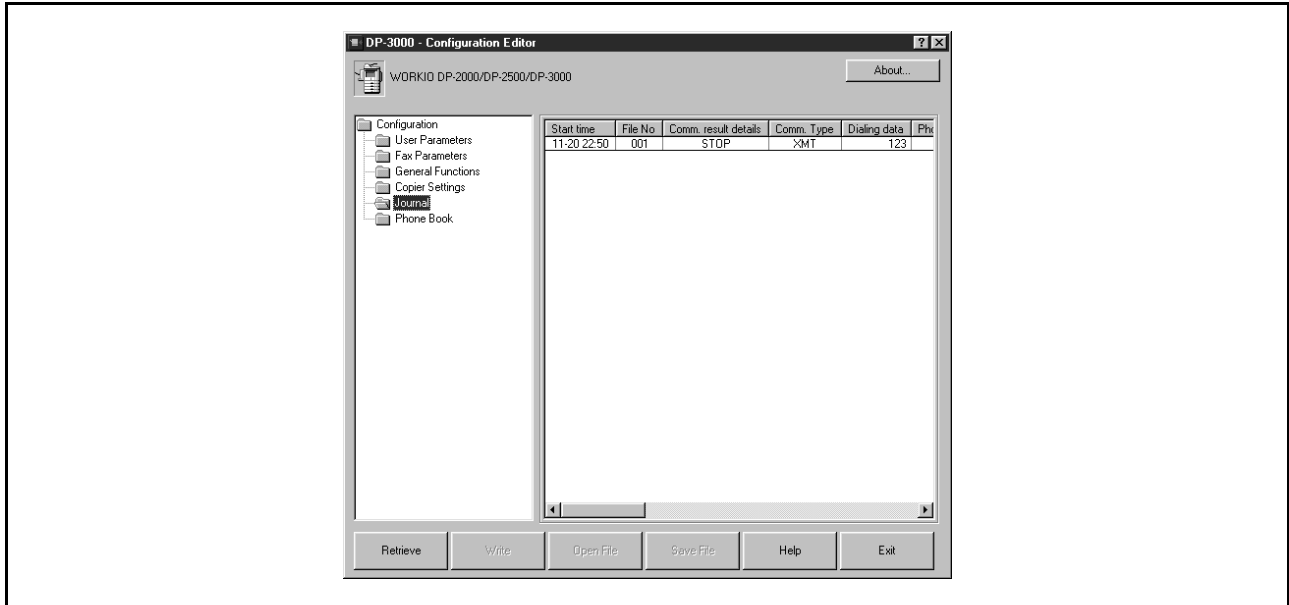 DP-3000 - Configuration Editor
WORKIO DP-2000/DP-2500/DP-3000
About...
Configuration
User Parameters
Fax Parameters
General Functions
Copier Settings
Journal
Phone Book
Start time File No Comm. result details Comm. Type Dialing data Pho
11-20 22:50 001 STOP XMT 123
Retrieve Write Open File Save File Help Exit